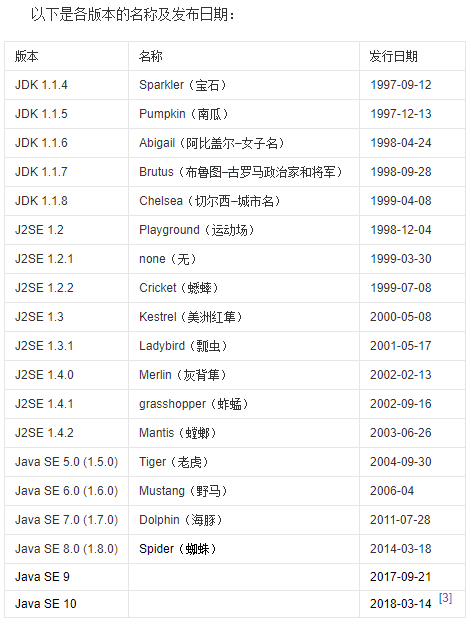 以下是各版本的名称及发布日期：
版本 名称 发行日期
JDK 1.1.4 Sparkler（宝石） 1997-09-12
JDK 1.1.5 Pumpkin（南瓜） 1997-12-13
JDK 1.1.6 Abigail（阿比盖尔–女子名） 1998-04-24
JDK 1.1.7 Brutus（布鲁图–古罗马政治家和将军） 1998-09-28
JDK 1.1.8 Chelsea（切尔西–城市名） 1999-04-08
J2SE 1.2 Playground（运动场） 1998-12-04
J2SE 1.2.1 none（无） 1999-03-30
J2SE 1.2.2 Cricket（蟋蟀） 1999-07-08
J2SE 1.3 Kestrel（美洲红隼） 2000-05-08
J2SE 1.3.1 Ladybird（瓢虫） 2001-05-17
J2SE 1.4.0 Merlin（灰背隼） 2002-02-13
J2SE 1.4.1 grasshopper（蚱蜢） 2002-09-16
J2SE 1.4.2 Mantis（螳螂） 2003-06-26
Java SE 5.0 (1.5.0) Tiger（老虎） 2004-09-30
Java SE 6.0 (1.6.0) Mustang（野马） 2006-04
Java SE 7.0 (1.7.0) Dolphin（海豚） 2011-07-28
Java SE 8.0 (1.8.0) Spider（蜘蛛） 2014-03-18
Java SE 9 2017-09-21
Java SE 10 2018-03-14 [3]